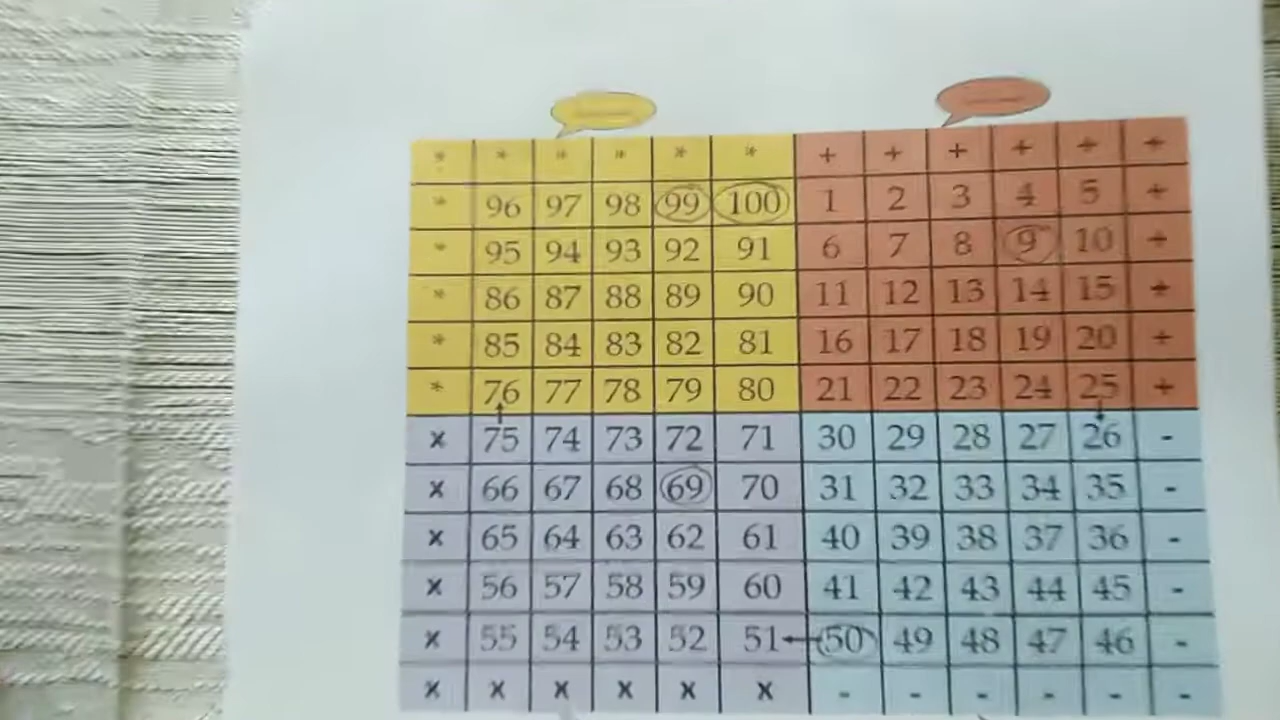 * * * * * * + + + + + +
* 96 97 98 99 100 1 2 3 4 5 +
* 95 94 93 92 91 6 7 8 9 10 +
* 86 87 88 89 90 11 12 13 14 15 +
* 85 84 83 82 81 16 17 18 19 20 +
* 76 77 78 79 80 21 22 23 24 25 +
x 75 74 73 72 71 30 29 28 27 26 -
x 66 67 68 69 70 31 32 33 34 35 -
x 65 64 63 62 61 40 39 38 37 36 -
x 56 57 58 59 60 41 42 43 44 45 -
x 55 54 53 52 51 50 49 48 47 46 -
x x x x x x - - - - - -